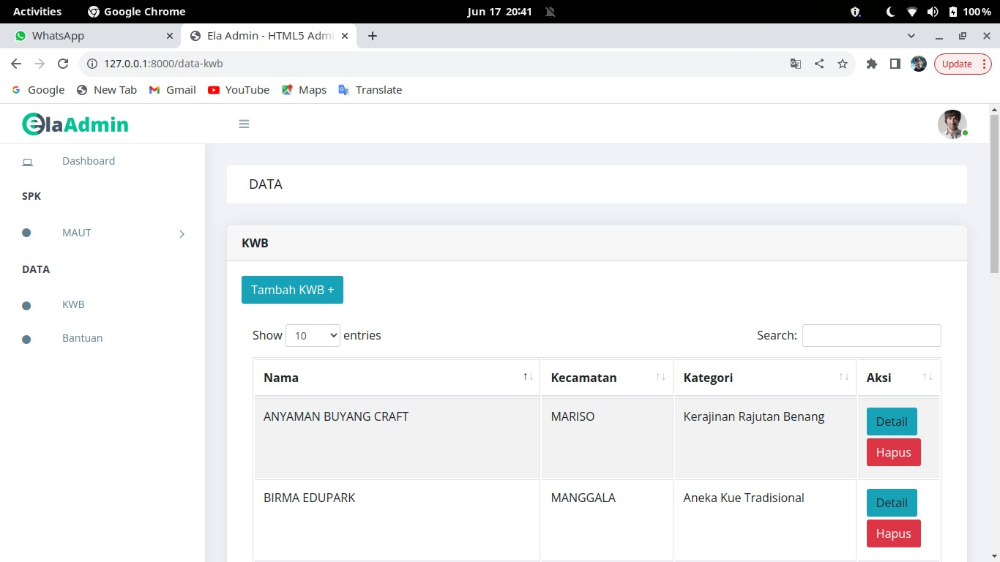 Activities Google Chrome Jun 17 20:41 100%
WhatsApp Ela Admin - HTML5 Admi
127.0.0.1:8000/data-kwb Update
Google New Tab Gmail YouTube Maps Translate
elaAdmin
Dashboard
SPK
MAUT
DATA
KWB
Bantuan
DATA
KWB
Tambah KWB +
Show 10 entries Search:
Nama Kecamatan Kategori Aksi
ANYAMAN BUYANG CRAFT MARISO Kerajinan Rajutan Benang Detail
Hapus
BIRMA EDUPARK MANGGALA Aneka Kue Tradisional Detail
Hapus